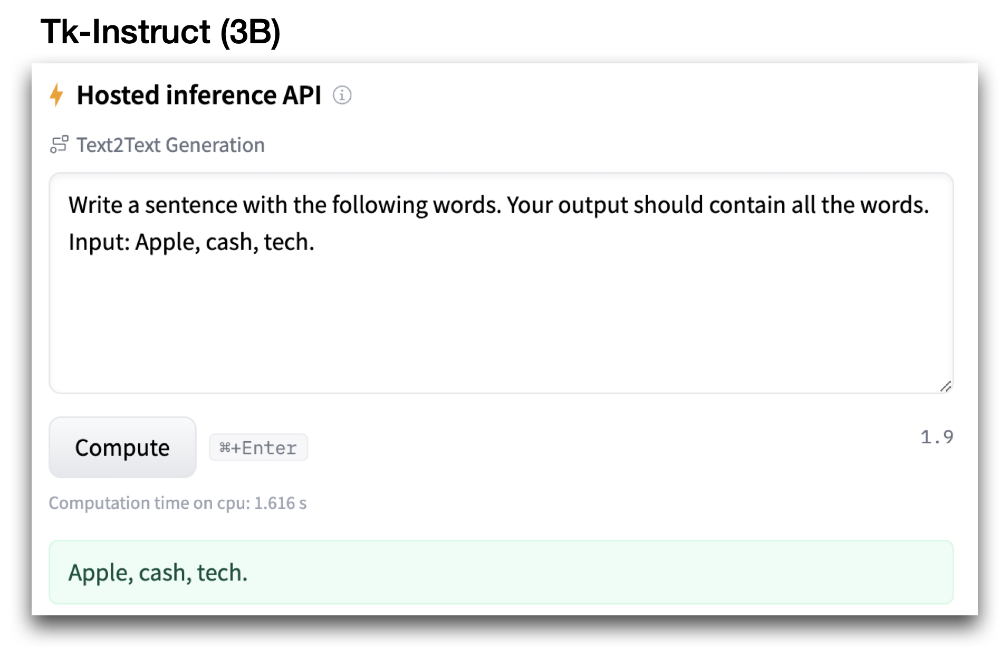 Tk-Instruct (3B)
Hosted inference API
Text2Text Generation
Write a sentence with the following words. Your output should contain all the words.
Input: Apple, cash, tech.
Compute
⌘+Enter
1.9
Computation time on cpu: 1.616 s
Apple, cash, tech.